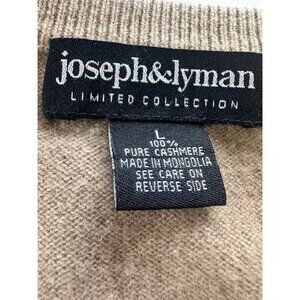 joseph&lyman
LIMITED COLLECTION
L
100%
PURE CASHMERE
MADE IN MONGOLIA
SEE CARE ON
REVERSE SIDE